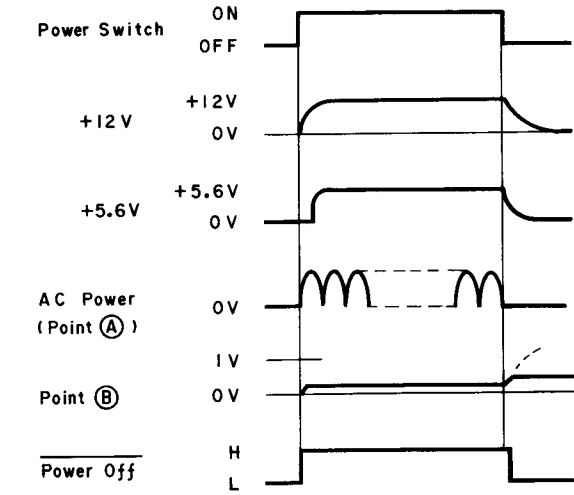 ON
Power Switch
OFF
+12V
+12V
0V
+5.6V
+5.6V
0V
AC Power
0V
(Point Ⓐ)
1V
Point Ⓑ
0V
H
Power Off
L